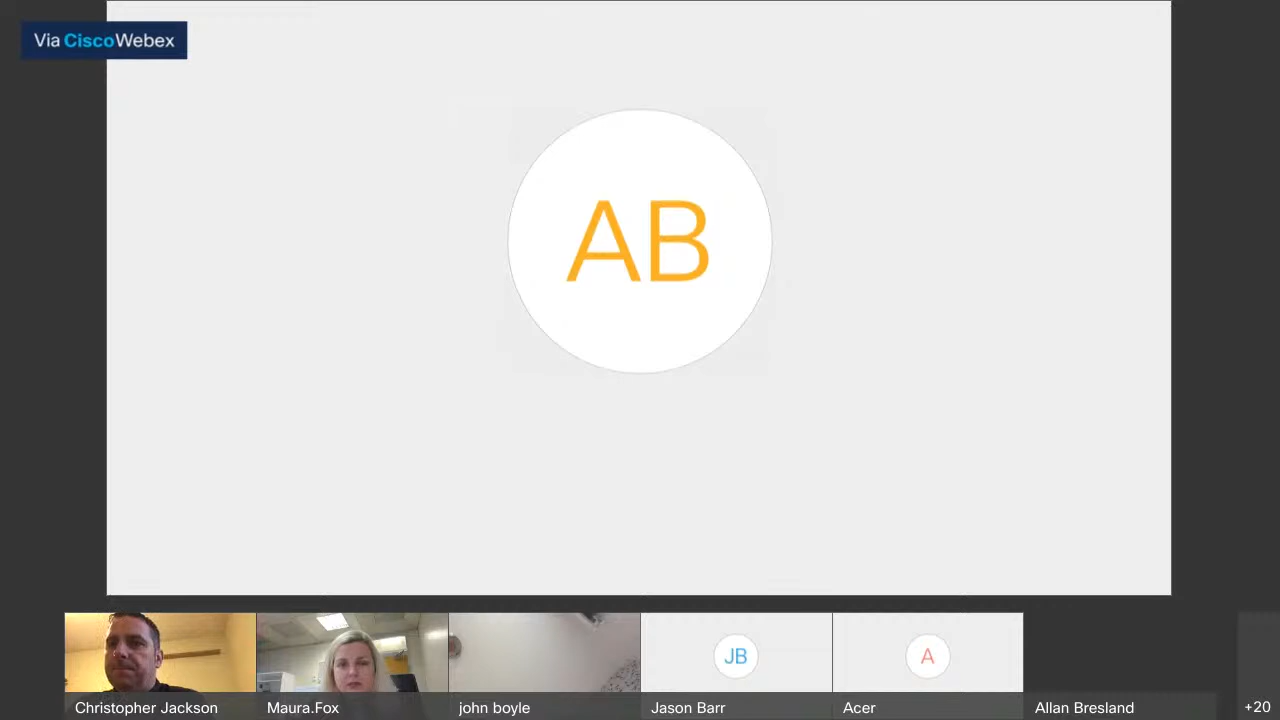 Via CiscoWebex
AB
JB
A
Christopher Jackson
Maura.Fox
john boyle
Jason Barr
Acer
Allan Bresland
+20